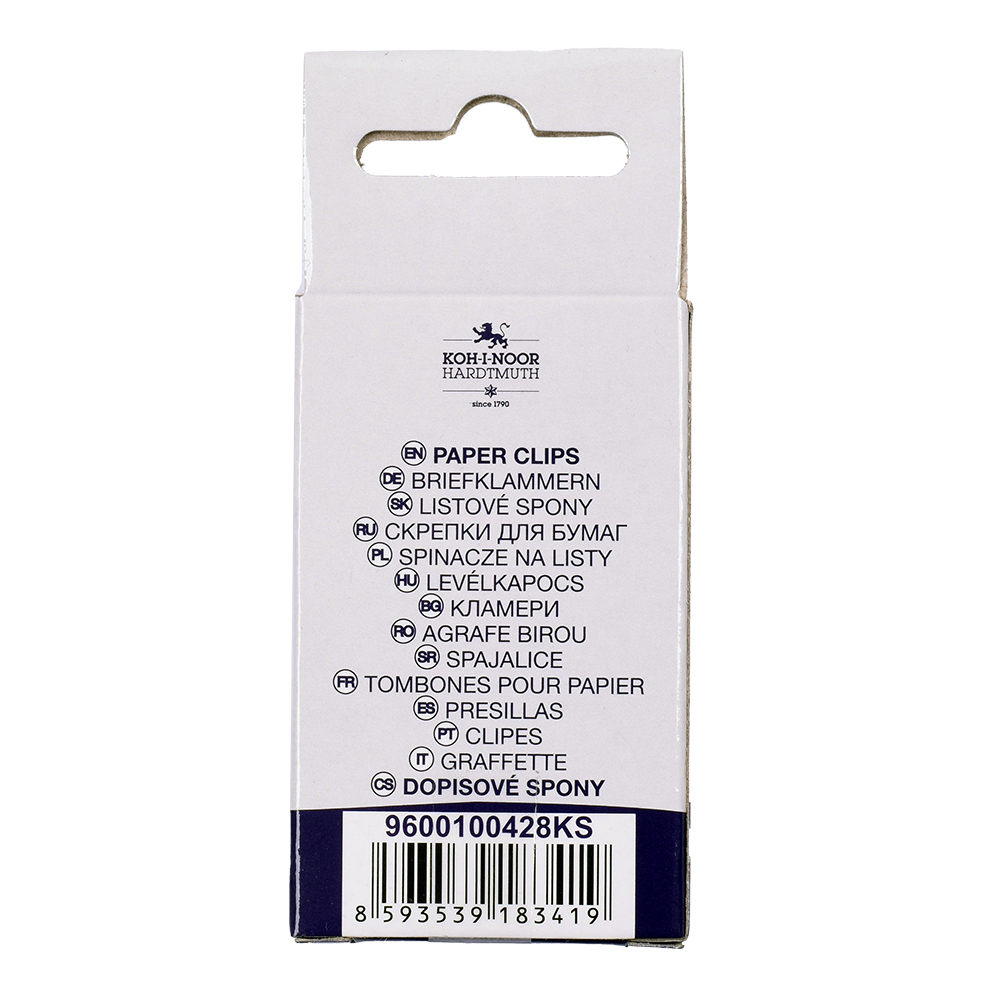 KOH-I-NOOR
HARDTMUTH
since 1790
EN PAPER CLIPS
DE BRIEFKLAMMERN
SK LISTOVÉ SPONY
RU СКРЕПКИ ДЛЯ БУМАГ
PL SPINACZE NA LISTY
HU LEVÉLKAPOCS
BG КЛАМЕРИ
RO AGRAFE BIROU
SR SPAJALICE
FR TOMBONES POUR PAPIER
ES PRESILLAS
PT CLIPES
IT GRAFFETTE
CS DOPISOVÉ SPONY
9600100428KS
8 593539 183419